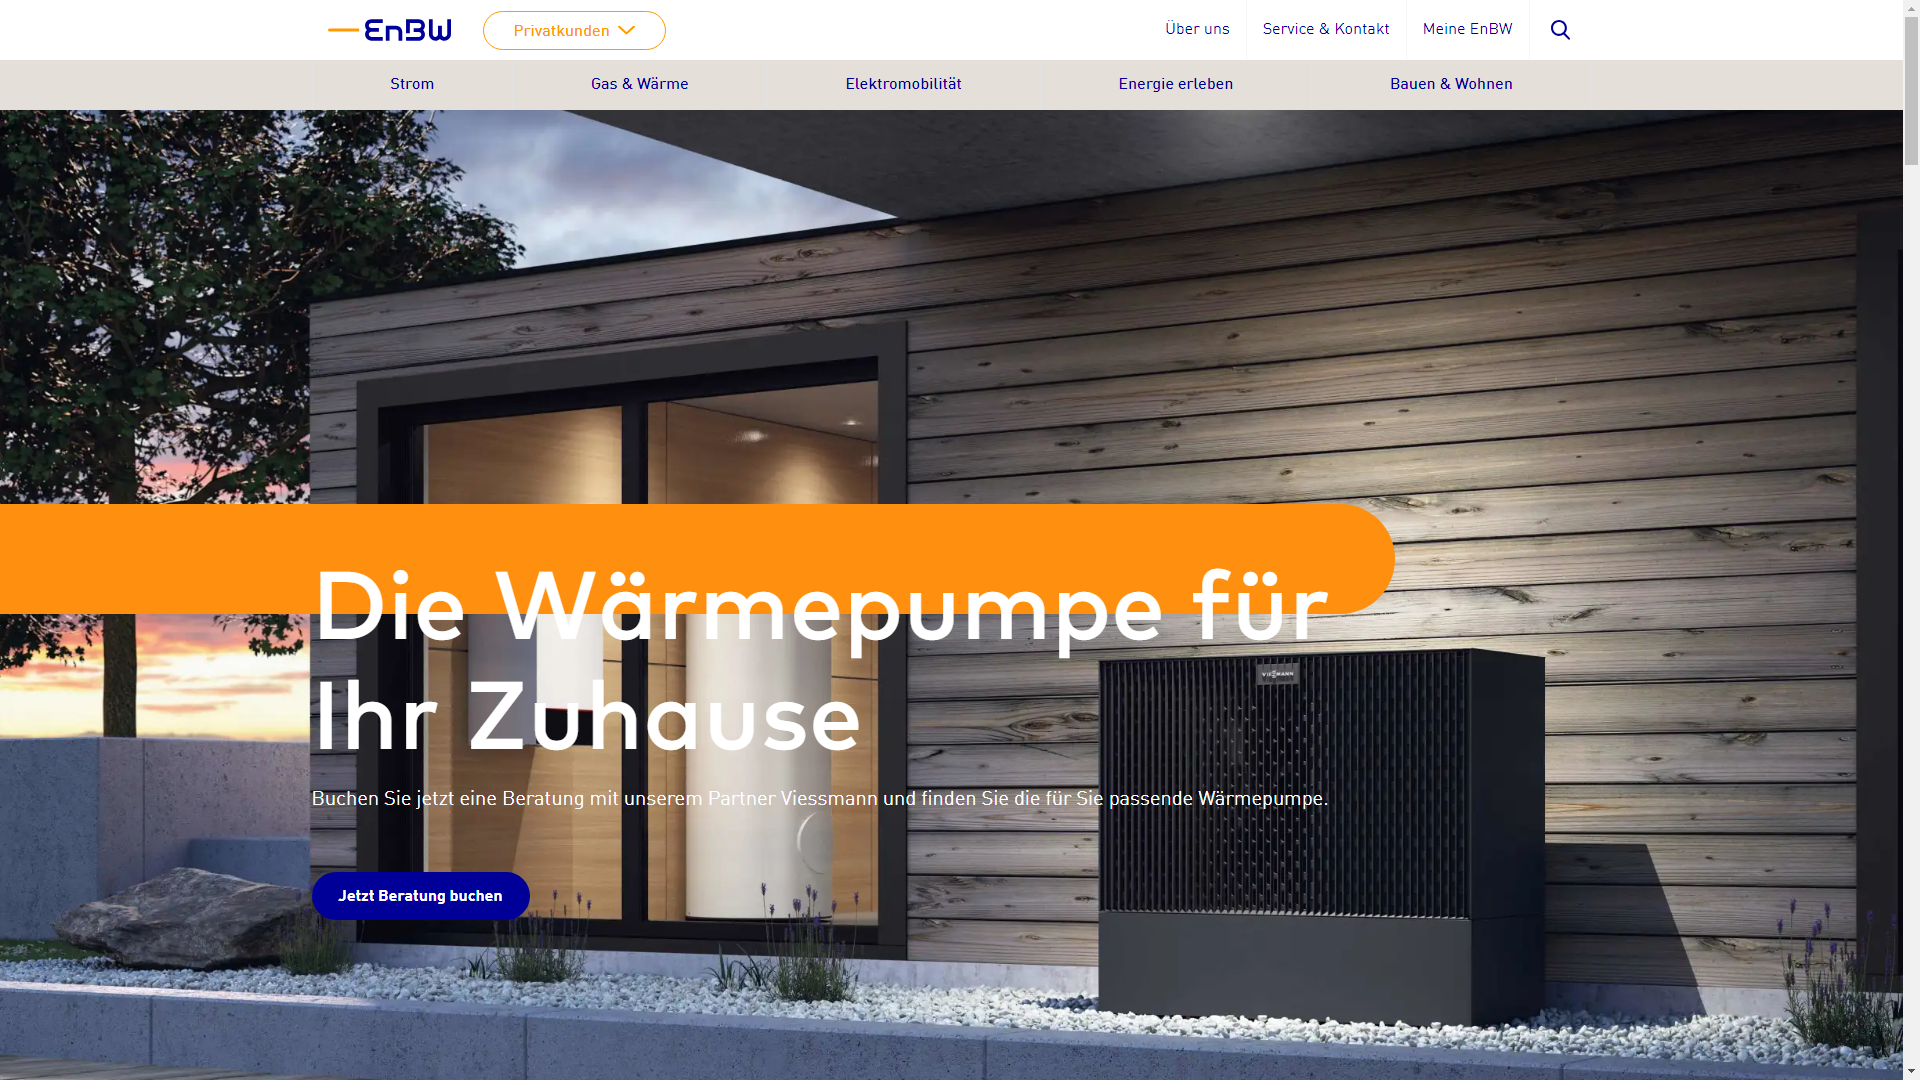 EnBW
Privatkunden
Über uns
Service & Kontakt
Meine EnBW
Strom
Gas & Wärme
Elektromobilität
Energie erleben
Bauen & Wohnen
Die Wärmepumpe für
Ihr Zuhause
VIESMANN
Buchen Sie jetzt eine Beratung mit unserem Partner Viessmann und finden Sie die für Sie passende Wärmepumpe.
Jetzt Beratung buchen